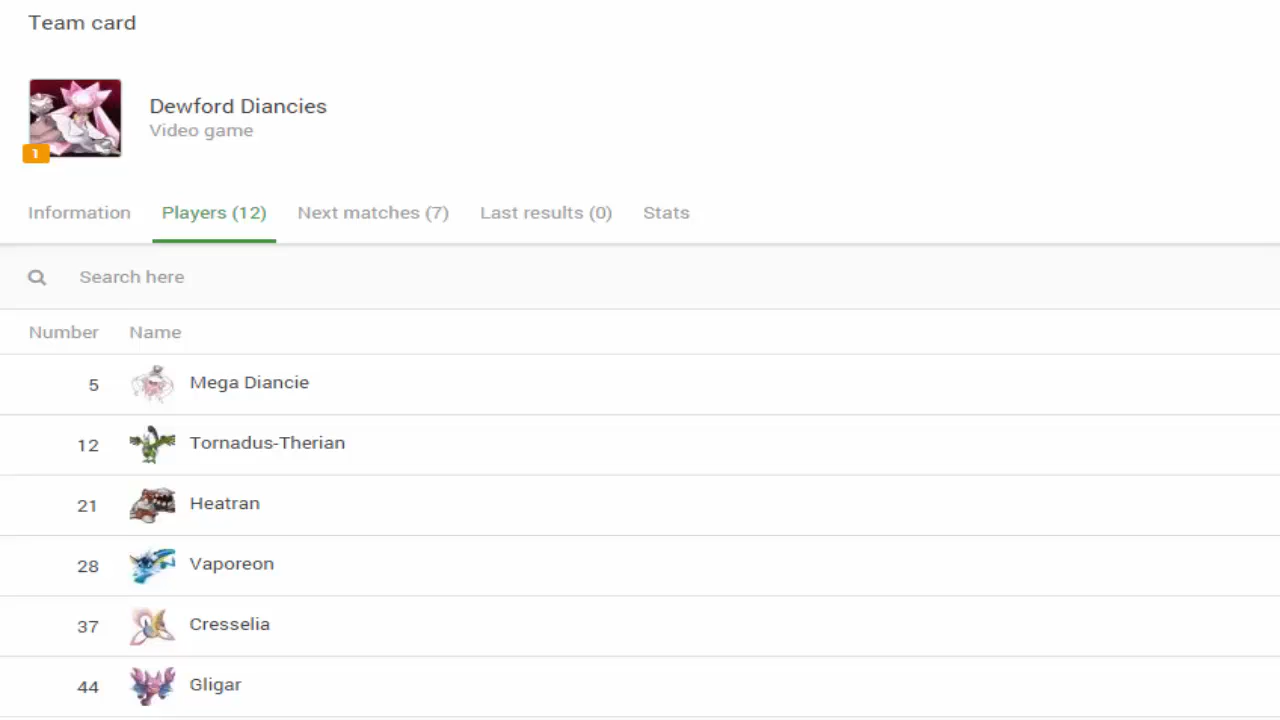 Team card
Dewford Diancies
Video game
1
Information Players (12) Next matches (7) Last results (0) Stats
Search here
Number Name
5 Mega Diancie
12 Tornadus-Therian
21 Heatran
28 Vaporeon
37 Cresselia
44 Gligar